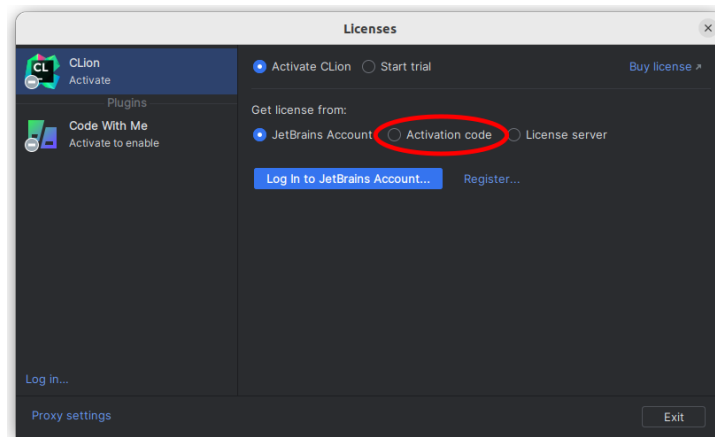 Licenses
CL
CLion
Activate
Plugins
Code With Me
Activate to enable
Log in...
Proxy settings
Activate CLion Start trial Buy license ↗
Get license from:
JetBrains Account Activation code License server
Log In to JetBrains Account... Register...
Exit